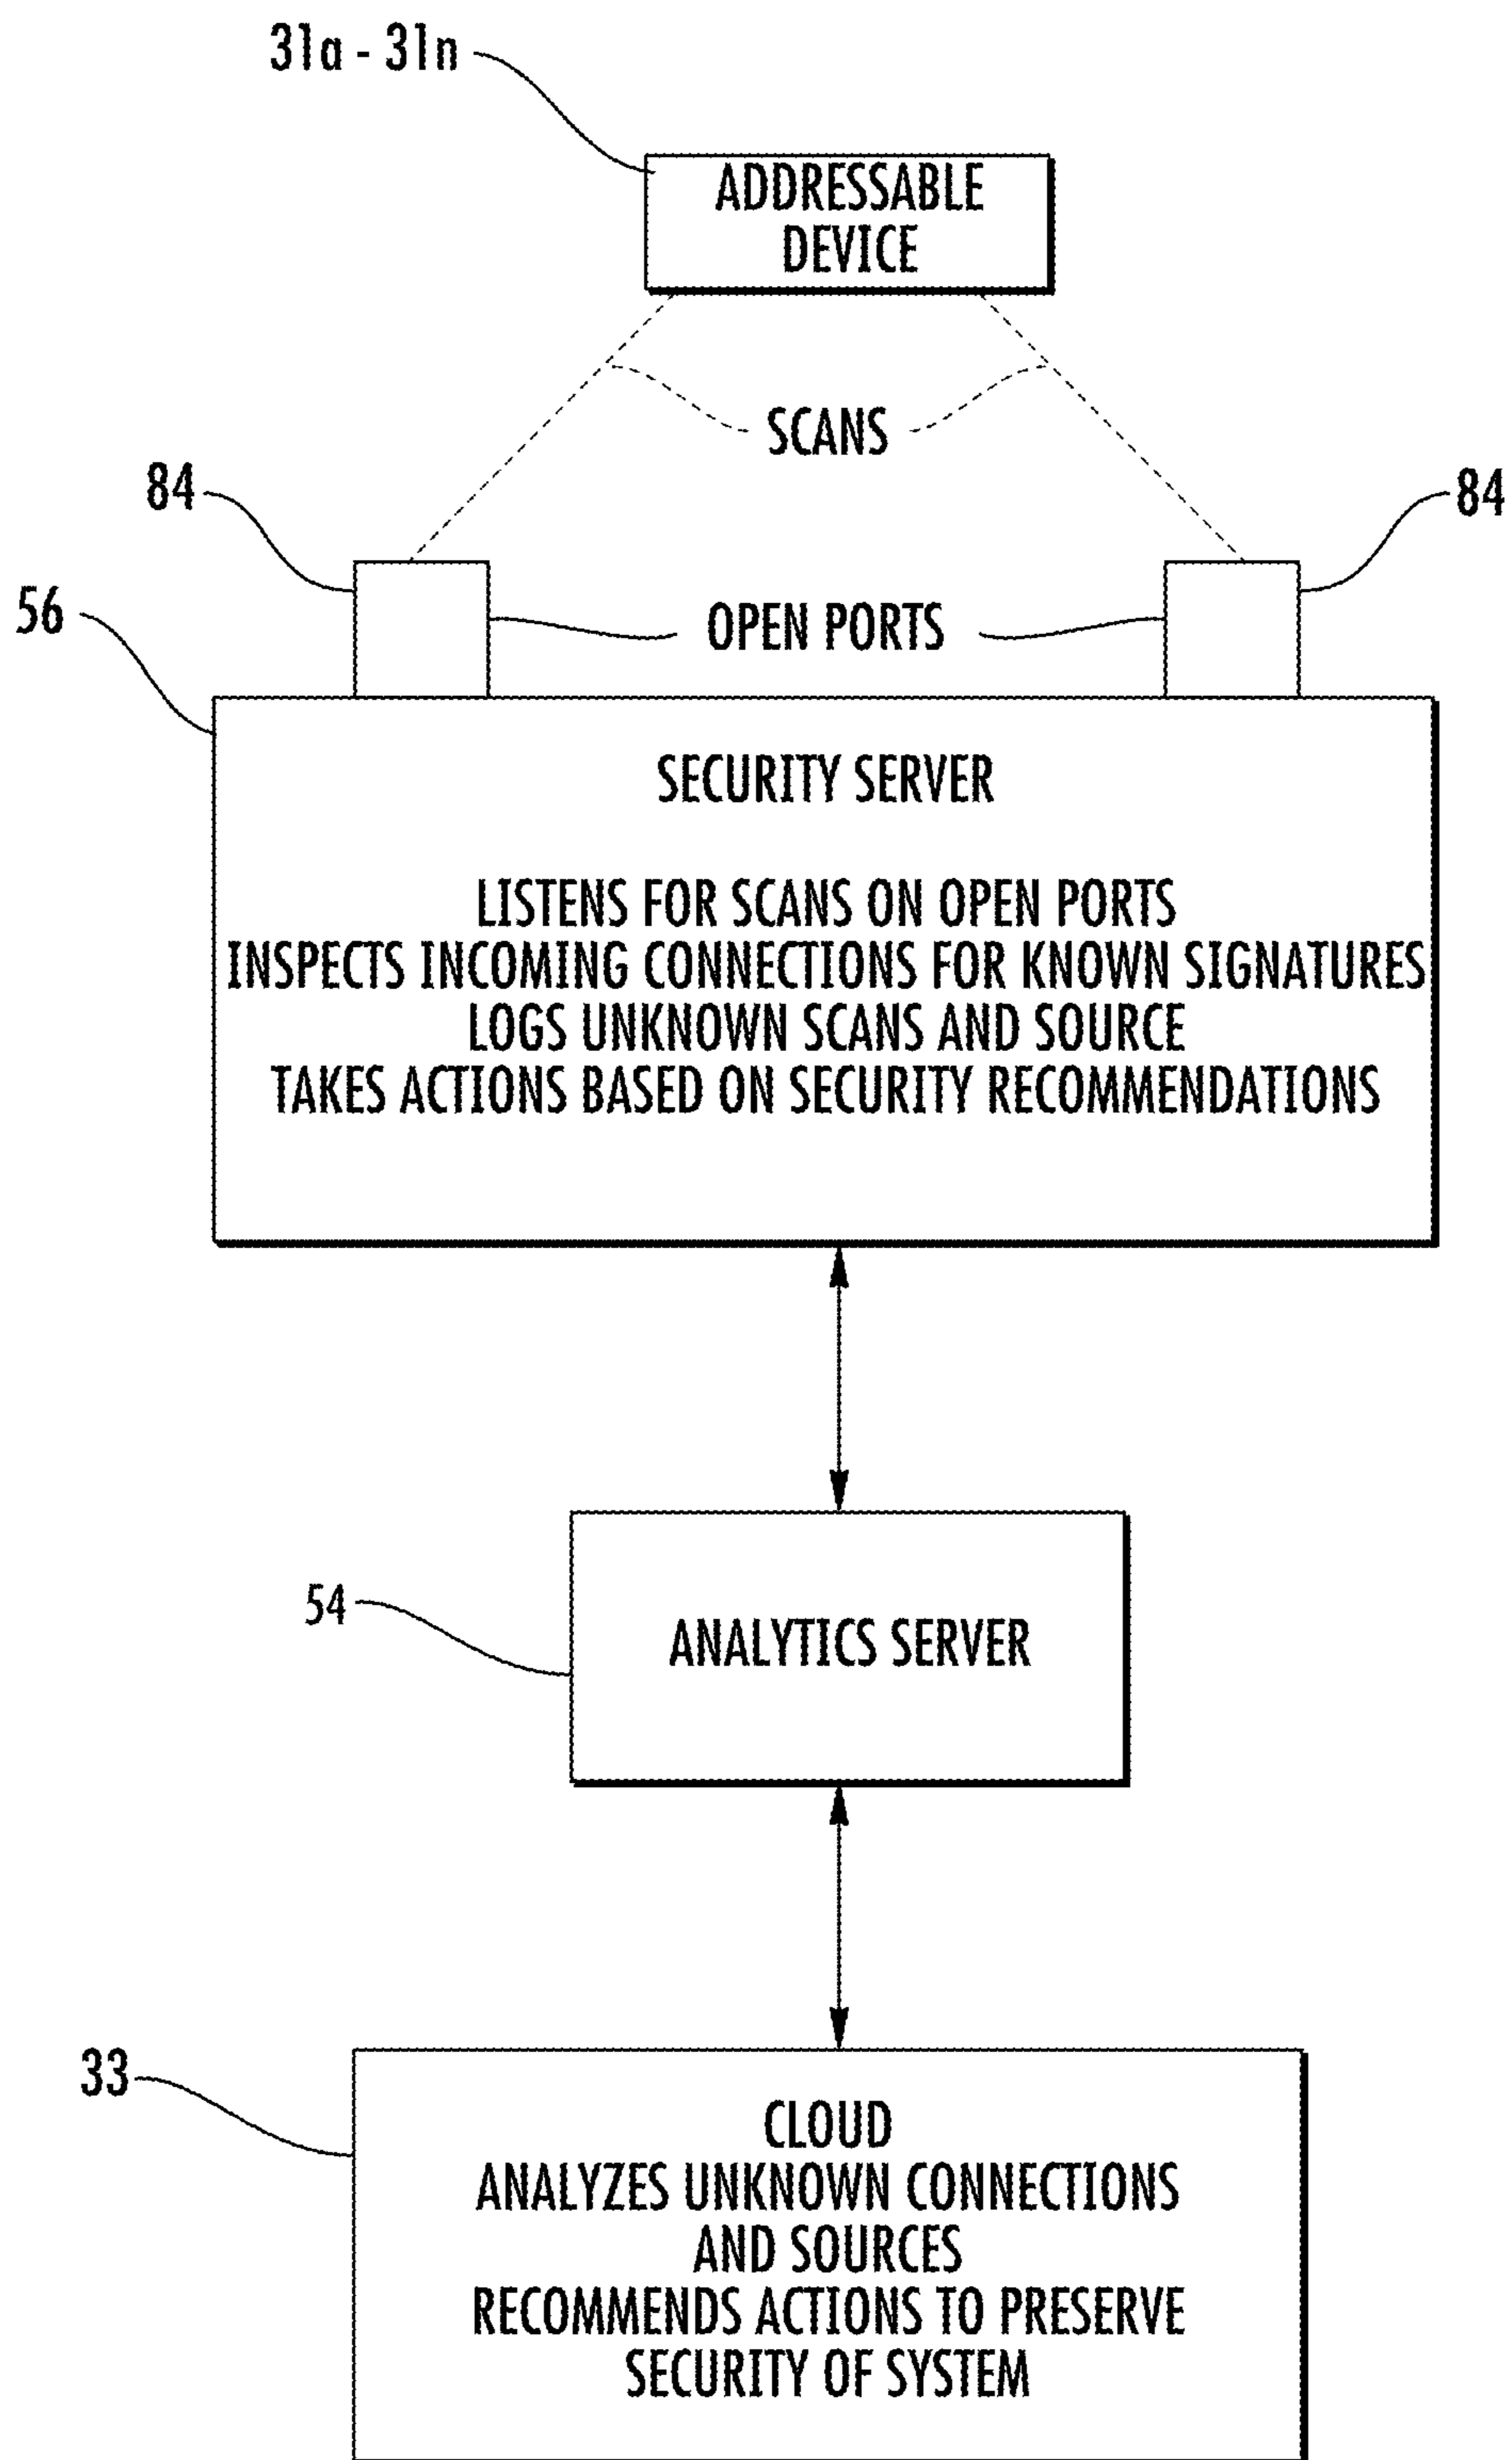 31a - 31n
ADDRESSABLE
DEVICE
SCANS
84
84
56
OPEN PORTS
SECURITY SERVER
LISTENS FOR SCANS ON OPEN PORTS
INSPECTS INCOMING CONNECTIONS FOR KNOWN SIGNATURES
LOGS UNKNOWN SCANS AND SOURCE
TAKES ACTIONS BASED ON SECURITY RECOMMENDATIONS
54
ANALYTICS SERVER
33
CLOUD
ANALYZES UNKNOWN CONNECTIONS
AND SOURCES
RECOMMENDS ACTIONS TO PRESERVE
SECURITY OF SYSTEM